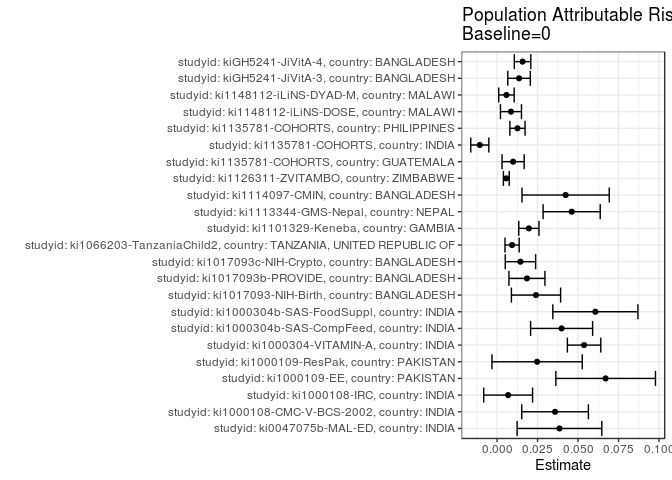 Population Attributable Ris
Baseline=0
studyid: kiGH5241-JiVitA-4, country: BANGLADESH
studyid: kiGH5241-JiVitA-3, country: BANGLADESH
studyid: ki1148112-iLiNS-DYAD-M, country: MALAWI
studyid: ki1148112-iLiNS-DOSE, country: MALAWI
studyid: ki1135781-COHORTS, country: PHILIPPINES
studyid: ki1135781-COHORTS, country: INDIA
studyid: ki1135781-COHORTS, country: GUATEMALA
studyid: ki1126311-ZVITAMBO, country: ZIMBABWE
studyid: ki1114097-CMIN, country: BANGLADESH
studyid: ki1113344-GMS-Nepal, country: NEPAL
studyid: ki1101329-Keneba, country: GAMBIA
studyid: ki1066203-TanzaniaChild2, country: TANZANIA, UNITED REPUBLIC OF
studyid: ki1017093c-NIH-Crypto, country: BANGLADESH
studyid: ki1017093b-PROVIDE, country: BANGLADESH
studyid: ki1017093-NIH-Birth, country: BANGLADESH
studyid: ki1000304b-SAS-FoodSuppl, country: INDIA
studyid: ki1000304b-SAS-CompFeed, country: INDIA
studyid: ki1000304-VITAMIN-A, country: INDIA
studyid: ki1000109-ResPak, country: PAKISTAN
studyid: ki1000109-EE, country: PAKISTAN
studyid: ki1000108-IRC, country: INDIA
studyid: ki1000108-CMC-V-BCS-2002, country: INDIA
studyid: ki0047075b-MAL-ED, country: INDIA
0.000 0.025 0.050 0.075 0.100
Estimate